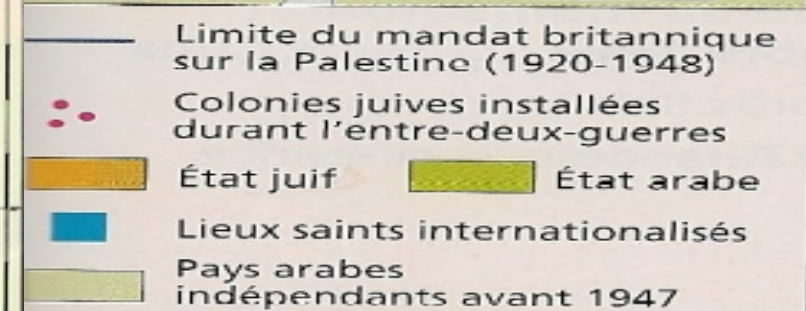 Limite du mandat britannique
sur la Palestine (1920-1948)
Colonies juives installées
durant l'entre-deux-guerres
État juif État arabe
Lieux saints internationalisés
Pays arabes
indépendants avant 1947